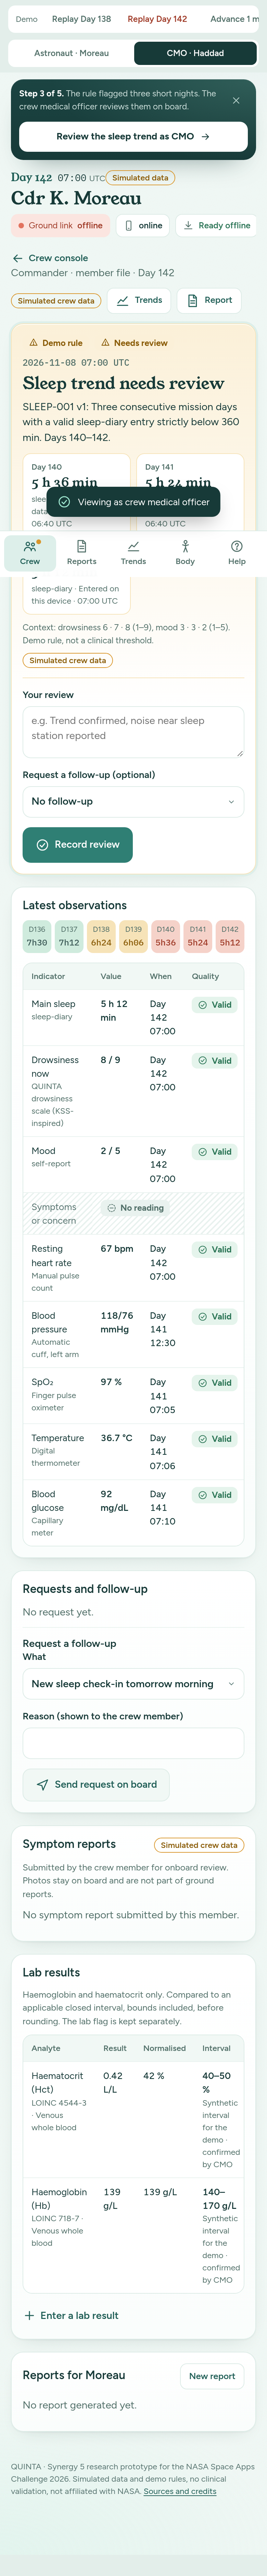 Demo Replay Day 138 Replay Day 142 Advance 1 m
Astronaut · Moreau CMO · Haddad
Step 3 of 5. The rule flagged three short nights. The
crew medical officer reviews them on board.
Review the sleep trend as CMO
Day 142 07:00 UTC Simulated data
Cdr K. Moreau
Ground link offline online Ready offline
Crew console
Commander · member file · Day 142
Simulated crew data Trends Report
Demo rule Needs review
2026-11-08 07:00 UTC
Sleep trend needs review
SLEEP-001 v1: Three consecutive mission days
with a valid sleep-diary entry strictly below 360
min. Days 140–142.
Day 140 Day 141
5 h 36 min 5 h 24 min
Viewing as crew medical officer
06:40 UTC 06:40 UTC
Crew Reports Trends Body Help
sleep-diary · Entered on
this device · 07:00 UTC
Context: drowsiness 6 · 7 · 8 (1–9), mood 3 · 3 · 2 (1–5).
Demo rule, not a clinical threshold.
Simulated crew data
Your review
e.g. Trend confirmed, noise near sleep
station reported
Request a follow-up (optional)
No follow-up
Record review
Latest observations
D136 D137 D138 D139 D140 D141 D142
7h30 7h12 6h24 6h06 5h36 5h24 5h12
Indicator Value When Quality
Main sleep 5 h 12 Day Valid
sleep-diary min 142
07:00
Drowsiness 8 / 9 Day Valid
now 142
QUINTA 07:00
drowsiness
scale (KSS-
inspired)
Mood 2 / 5 Day Valid
self-report 142
07:00
Symptoms No reading
or concern
Resting 67 bpm Day Valid
heart rate 142
Manual pulse 07:00
count
Blood 118/76 Day Valid
pressure mmHg 141
Automatic 12:30
cuff, left arm
SpO₂ 97 % Day Valid
Finger pulse 141
oximeter 07:05
Temperature 36.7 °C Day Valid
Digital 141
thermometer 07:06
Blood 92 Day Valid
glucose mg/dL 141
Capillary 07:10
meter
Requests and follow-up
No request yet.
Request a follow-up
What
New sleep check-in tomorrow morning
Reason (shown to the crew member)
Send request on board
Symptom reports Simulated crew data
Submitted by the crew member for onboard review.
Photos stay on board and are not part of ground
reports.
No symptom report submitted by this member.
Lab results
Haemoglobin and haematocrit only. Compared to an
applicable closed interval, bounds included, before
rounding. The lab flag is kept separately.
Analyte Result Normalised Interval
Haematocrit 0.42 42 % 40–50
(Hct) L/L %
LOINC 4544-3 Synthetic
· Venous interval
whole blood for the
demo ·
confirmed
by CMO
Haemoglobin 139 139 g/L 140–
(Hb) g/L 170 g/L
LOINC 718-7 · Synthetic
Venous whole interval
blood for the
demo ·
confirmed
by CMO
Enter a lab result
Reports for Moreau New report
No report generated yet.
QUINTA · Synergy 5 research prototype for the NASA Space Apps
Challenge 2026. Simulated data and demo rules, no clinical
validation, not affiliated with NASA. Sources and credits